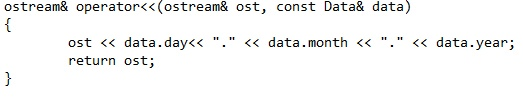 ostream& operator<<(ostream& ost, const Data& data)
{
        ost << data.day<< "." << data.month << "." << data.year;
        return ost;
}